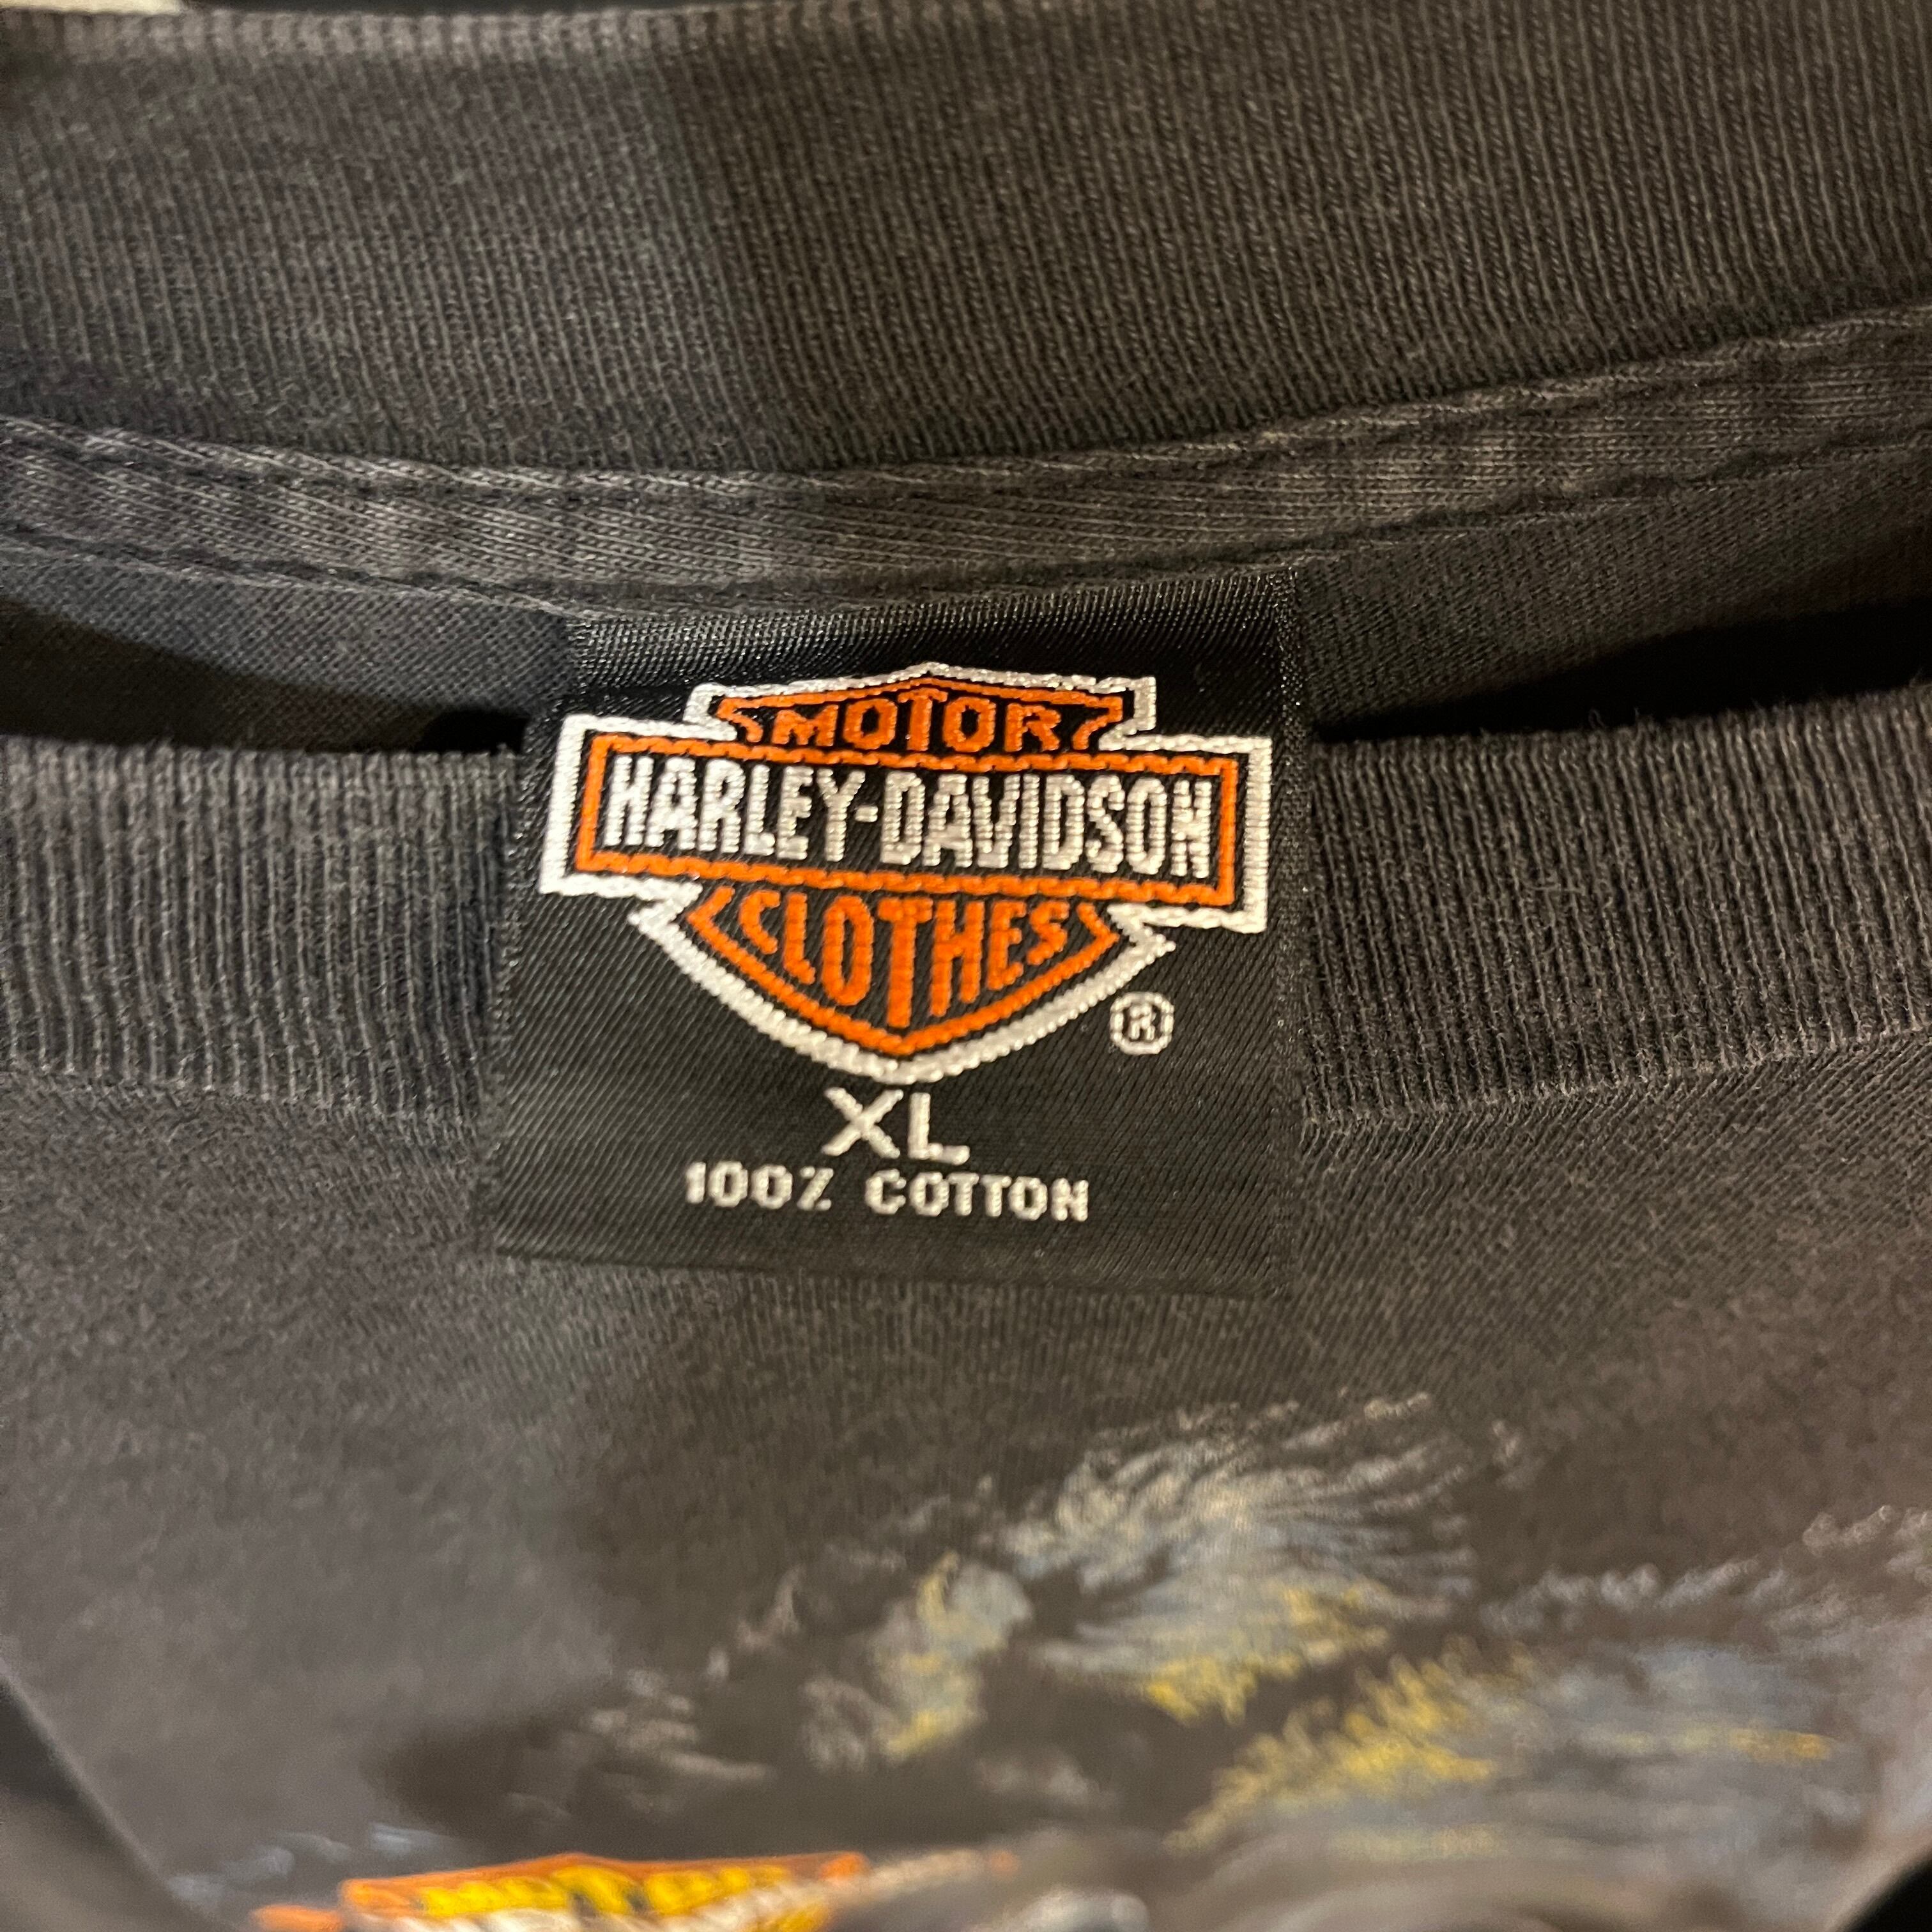 MOTOR
HARLEY-DAVIDSON
CLOTHES
®
XL
100% COTTON